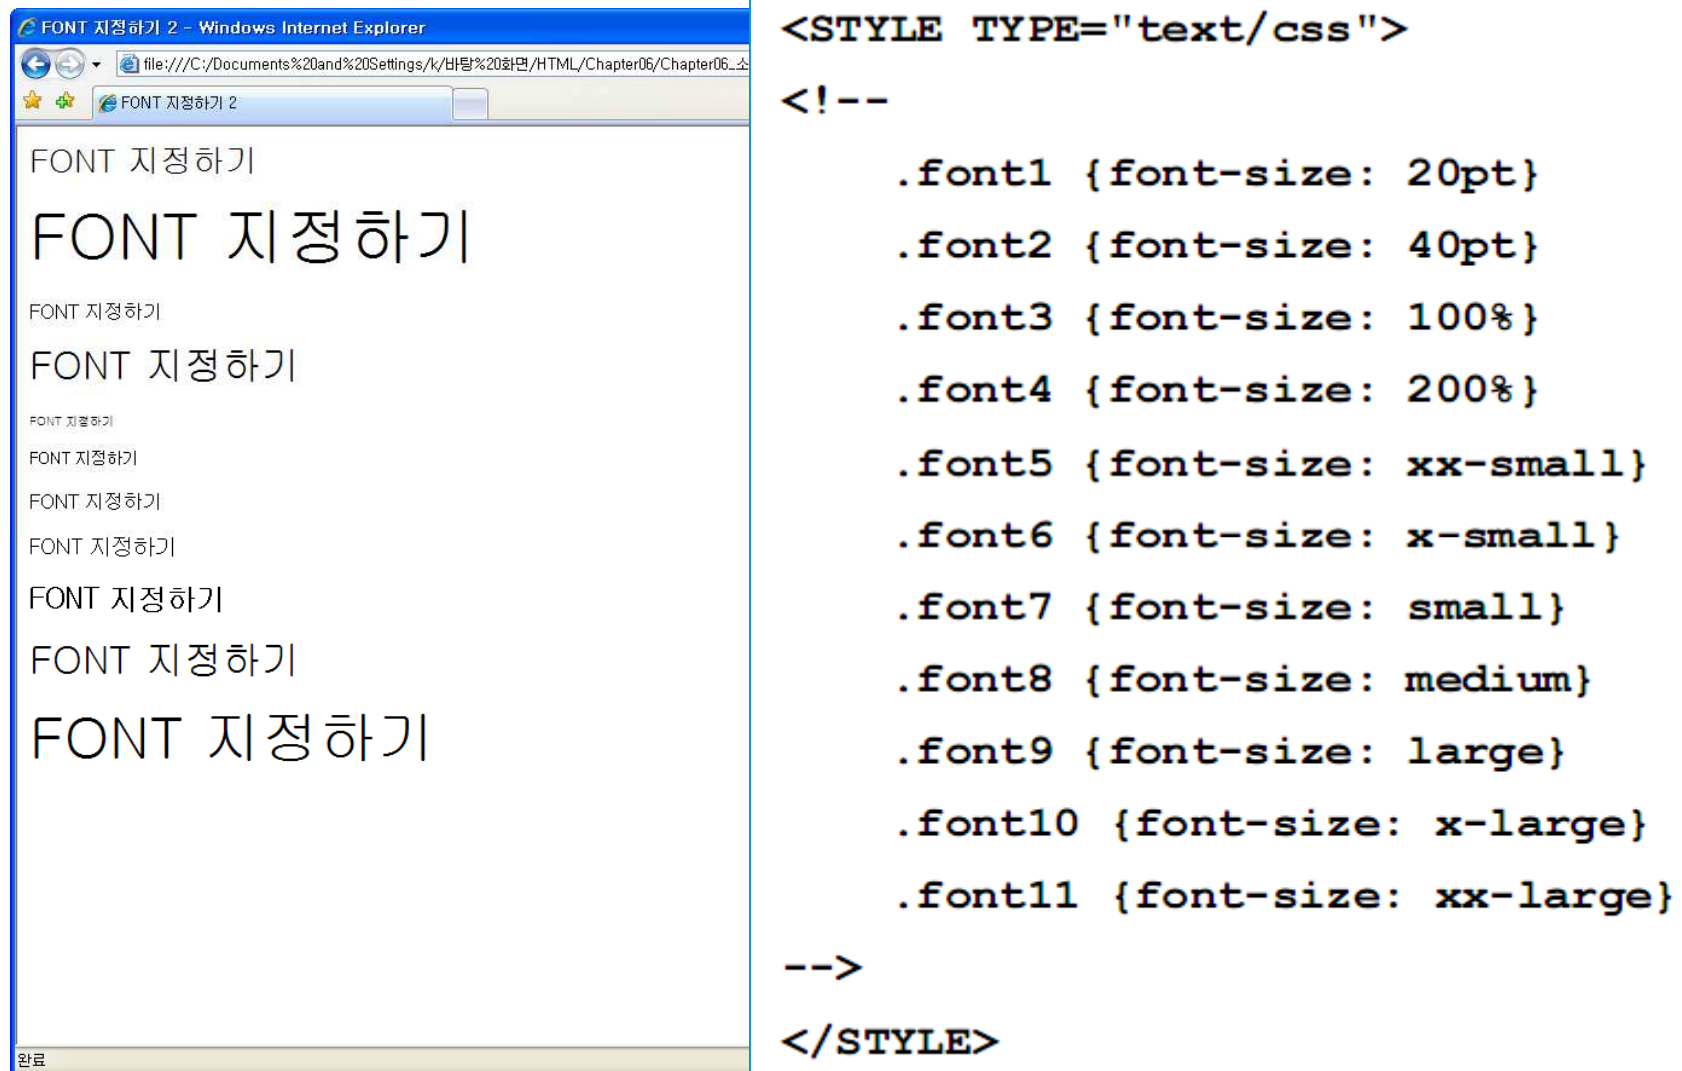 FONT 지정하기 2 - Windows Internet Explorer
file:///C:/Documents%20and%20Settings/k/바탕%20화면/HTML/Chapter06/Chapter06_소
FONT 지정하기 2
FONT 지정하기
FONT 지정하기
FONT 지정하기
FONT 지정하기
FONT 지정하기
FONT 지정하기
FONT 지정하기
FONT 지정하기
FONT 지정하기
FONT 지정하기
FONT 지정하기
완료
<STYLE TYPE="text/css">
<!--
.font1 {font-size: 20pt}
.font2 {font-size: 40pt}
.font3 {font-size: 100%}
.font4 {font-size: 200%}
.font5 {font-size: xx-small}
.font6 {font-size: x-small}
.font7 {font-size: small}
.font8 {font-size: medium}
.font9 {font-size: large}
.font10 {font-size: x-large}
.font11 {font-size: xx-large}
-->
</STYLE>